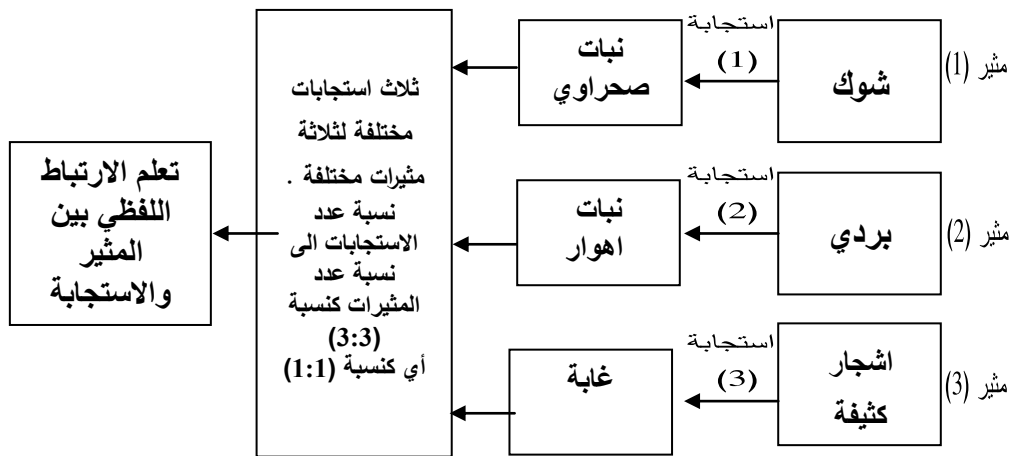 مثير (1)
شوك
استجابة
(1)
نبات
صحراوي
مثير (2)
بردي
استجابة
(2)
نبات
اهوار
مثير (3)
اشجار
كثيفة
استجابة
(3)
غابة
ثلاث استجابات
مختلفة لثلاثة
مثيرات مختلفة .
نسبة عدد
الاستجابات الى
نسبة عدد
المثيرات كنسبة
(3:3)
أي كنسبة (1:1)
تعلم الارتباط
اللفظي بين
المثير
والاستجابة